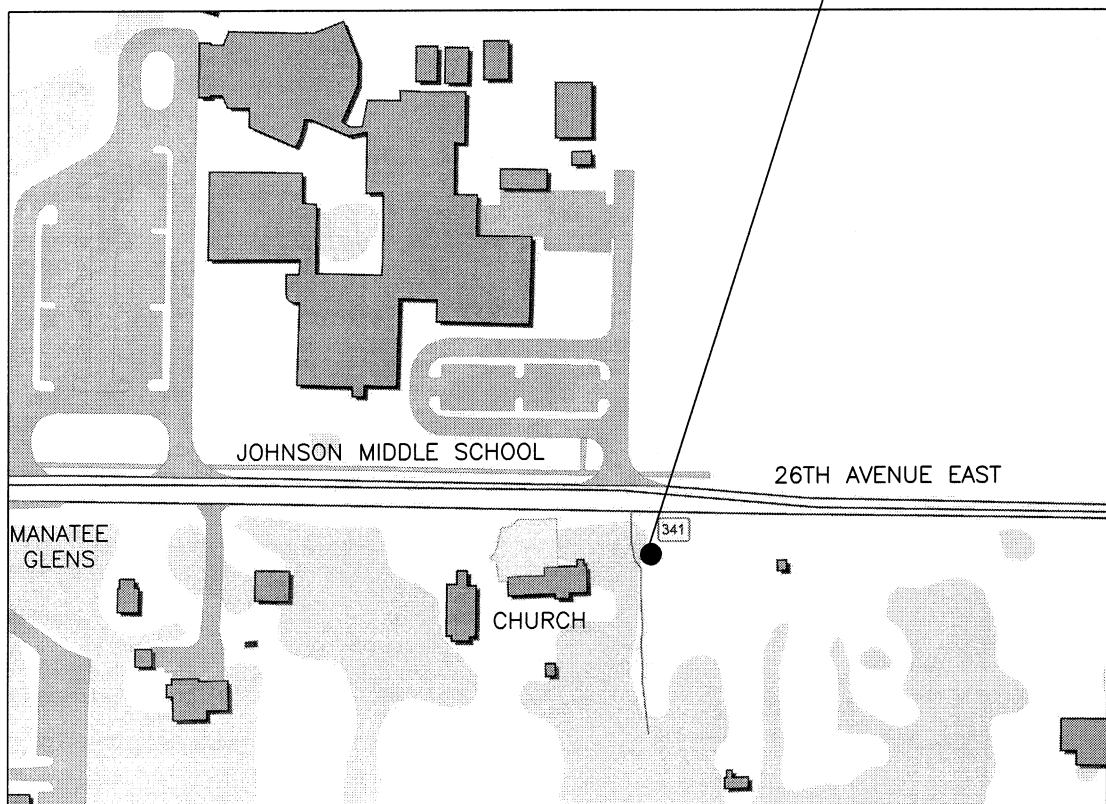 JOHNSON MIDDLE SCHOOL
26TH AVENUE EAST
MANATEE
GLENS
341
CHURCH